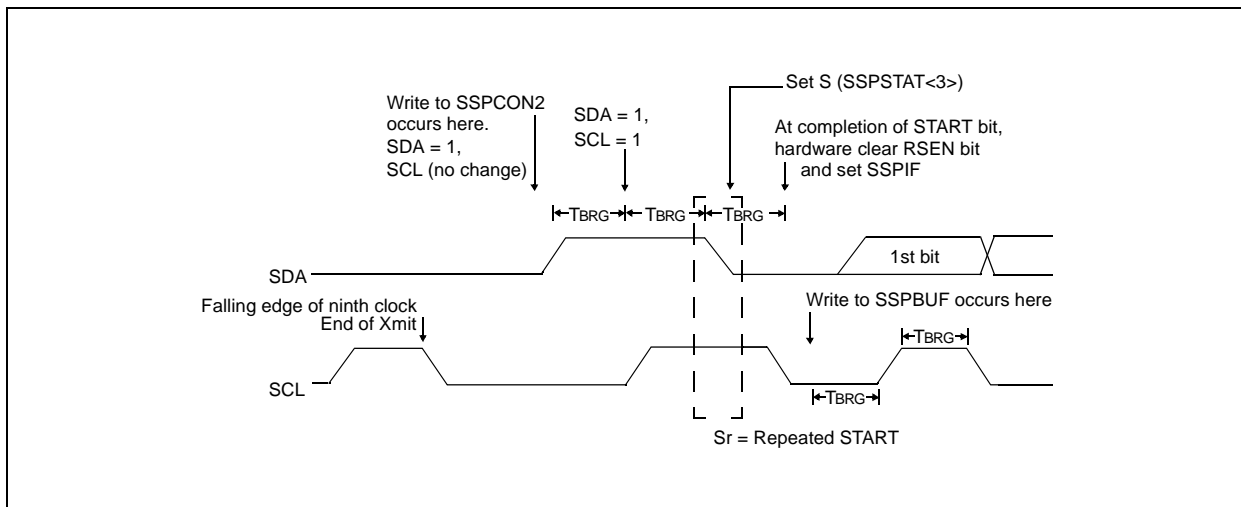 Set S (SSPSTAT<3>)
Write to SSPCON2
occurs here.
SDA = 1,
SCL (no change)
SDA = 1,
SCL = 1
At completion of START bit,
hardware clear RSEN bit
and set SSPIF
TBRG
TBRG
TBRG
SDA
1st bit
Falling edge of ninth clock
End of Xmit
Write to SSPBUF occurs here
TBRG
SCL
TBRG
Sr = Repeated START